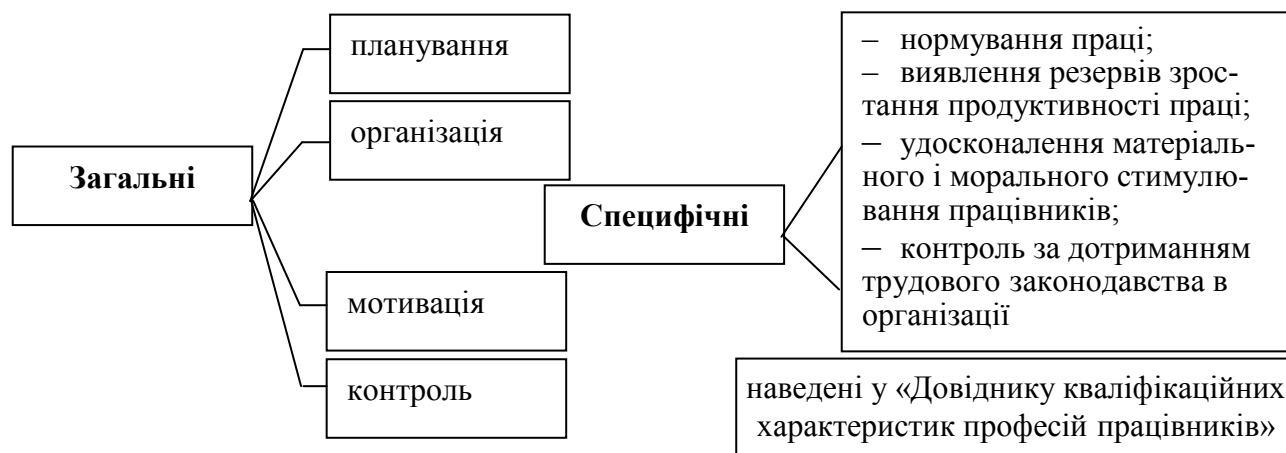 Загальні
планування
організація
мотивація
контроль
Специфічні
– нормування праці;
– виявлення резервів зрос-
тання продуктивності праці;
– удосконалення матеріаль-
ного і морального стимулю-
вання працівників;
– контроль за дотриманням
трудового законодавства в
організації
наведені у «Довіднику кваліфікаційних
характеристик професій працівників»